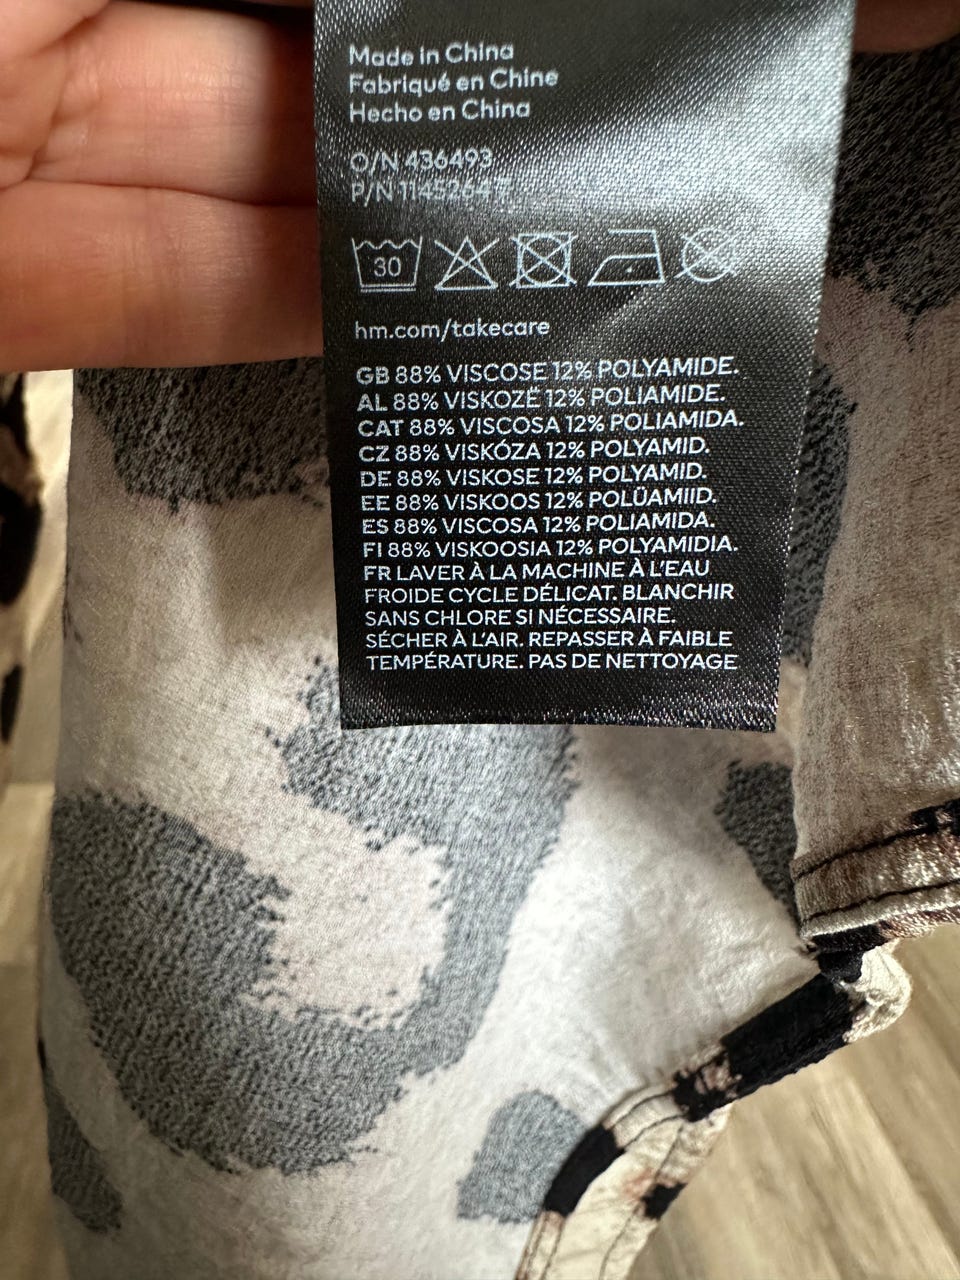 Made in China
Fabriqué en Chine
Hecho en China
O/N 436493
P/N 1145264
30
hm.com/takecare
GB 88% VISCOSE 12% POLYAMIDE.
AL 88% VISKOZË 12% POLIAMIDE.
CAT 88% VISCOSA 12% POLIAMIDA.
CZ 88% VISKÓZA 12% POLYAMID.
DE 88% VISKOSE 12% POLYAMID.
EE 88% VISKOOS 12% POLÜAMIID.
ES 88% VISCOSA 12% POLIAMIDA.
FI 88% VISKOOSIA 12% POLYAMIDIA.
FR LAVER À LA MACHINE À L'EAU
FROIDE CYCLE DÉLICAT. BLANCHIR
SANS CHLORE SI NÉCESSAIRE.
SÉCHER À L'AIR. REPASSER À FAIBLE
TEMPÉRATURE. PAS DE NETTOYAGE